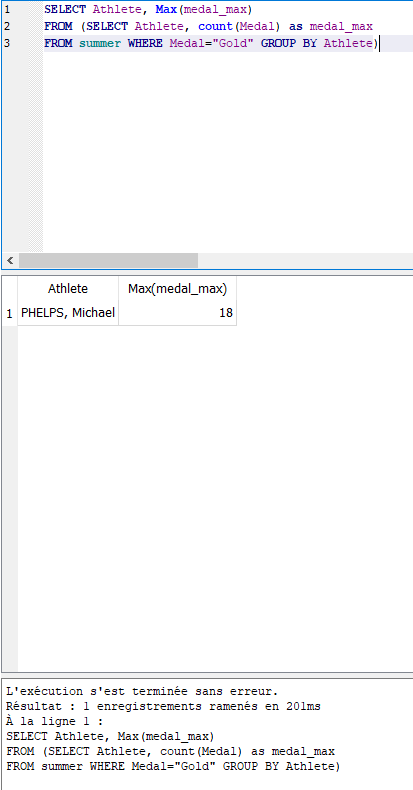 1 SELECT Athlete, Max(medal_max)
2 FROM (SELECT Athlete, count(Medal) as medal_max
3 FROM summer WHERE Medal="Gold" GROUP BY Athlete)
Athlete Max(medal_max)
1 PHELPS, Michael 18
L'exécution s'est terminée sans erreur.
Résultat : 1 enregistrements ramenés en 201ms
À la ligne 1 :
SELECT Athlete, Max(medal_max)
FROM (SELECT Athlete, count(Medal) as medal_max
FROM summer WHERE Medal="Gold" GROUP BY Athlete)